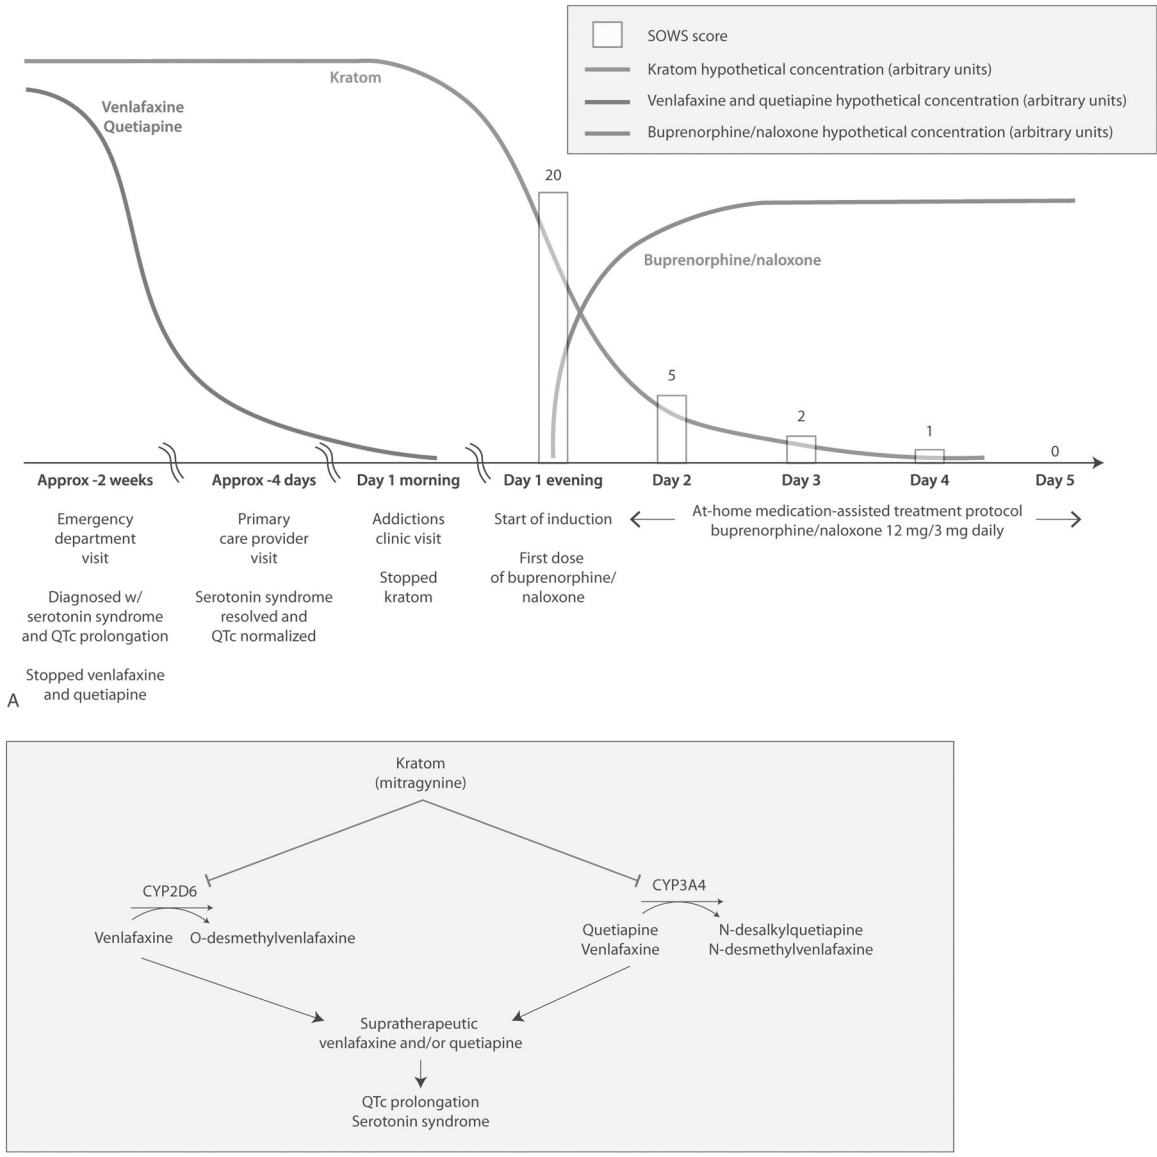 SOWS score
Kratom hypothetical concentration (arbitrary units)
Venlafaxine and quetiapine hypothetical concentration (arbitrary units)
Buprenorphine/naloxone hypothetical concentration (arbitrary units)
Kratom
Venlafaxine
Quetiapine
20
Buprenorphine/naloxone
5
2
1
0
Approx -2 weeks
Emergency
department
visit
Diagnosed w/
serotonin syndrome
and QTc prolongation
Stopped venlafaxine
and quetiapine
Approx -4 days
Primary
care provider
visit
Serotonin syndrome
resolved and
QTc normalized
Day 1 morning
Addictions
clinic visit
Stopped
kratom
Day 1 evening
Start of induction
First dose
of buprenorphine/
naloxone
Day 2
Day 3
Day 4
Day 5
At-home medication-assisted treatment protocol
buprenorphine/naloxone 12 mg/3 mg daily
A
Kratom
(mitragynine)
CYP2D6
Venlafaxine
O-desmethylvenlafaxine
CYP3A4
Quetiapine
Venlafaxine
N-desalkylquetiapine
N-desmethylvenlafaxine
Supratherapeutic
venlafaxine and/or quetiapine
QTc prolongation
Serotonin syndrome